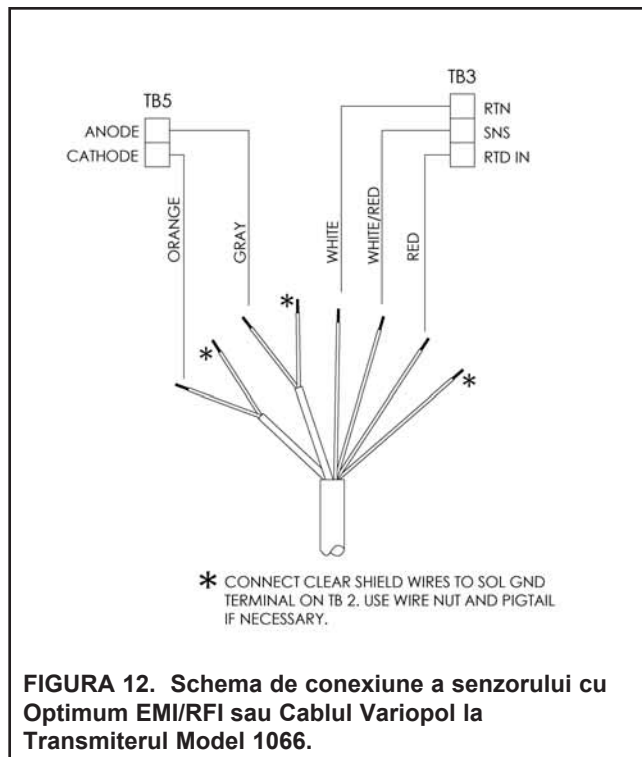 TB3
TB5
RTN
ANODE
SNS
CATHODE
RTD IN
ORANGE
GRAY
WHITE
WHITE/RED
RED
*
*
*
* CONNECT CLEAR SHIELD WIRES TO SOL GND
TERMINAL ON TB 2. USE WIRE NUT AND PIGTAIL
IF NECESSARY.
FIGURA 12. Schema de conexiune a senzorului cu
Optimum EMI/RFI sau Cablul Variopol la
Transmiterul Model 1066.